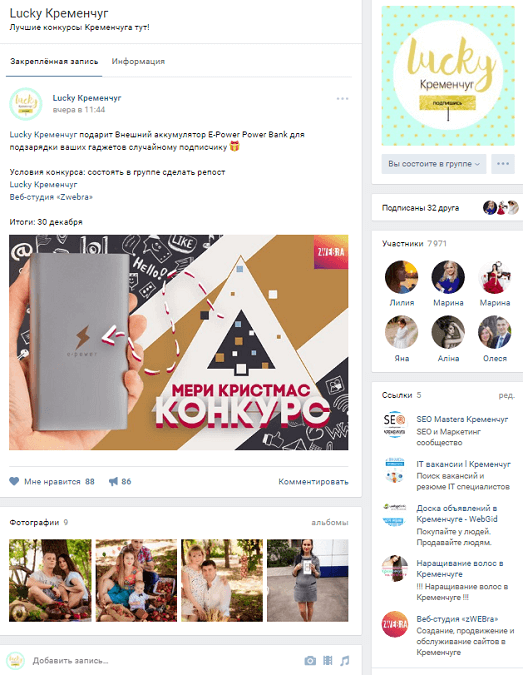 Lucky Кременчуг
Лучшие конкурсы Кременчуга тут!
Закреплённая запись
Информация
Lucky Кременчуг
вчера в 11:44
Lucky Кременчуг подарит Внешний аккумулятор E-Power Power Bank для
подзарядки ваших гаджетов случайному подписчику
Условия конкурса: состоять в группе сделать репост
Lucky Кременчуг
Веб-студия «Zwebra»
Итоги: 30 декабря
LIKE
Hello!
ZWEBRA
МЕРИ КРИСТМАС
КОНКУРС
Мне нравится 88
86
Комментировать
Фотографии 9
альбомы
Добавить запись...
lucky
Кременчуг
подпишись
Вы состоите в группе
Подписаны 32 друга
Участники 7 971
Лилия
Марина
Марина
Яна
Аліна
Олеся
Ссылки 5
ред.
SEO Masters Кременчуг
SEO и Маркетинг
сообщество
IT вакансии l Кременчуг
Поиск вакансий и
резюме IT специалистов
Доска объявлений в
Кременчуге - WebGid
Покупайте у людей.
Продавайте людям.
Наращивание волос в
Кременчуге
!!! Наращивание волос в
Кременчуге !!!
Веб-студия «zWEBra»
Создание, продвижение и
обслуживание сайтов в
Кременчуге